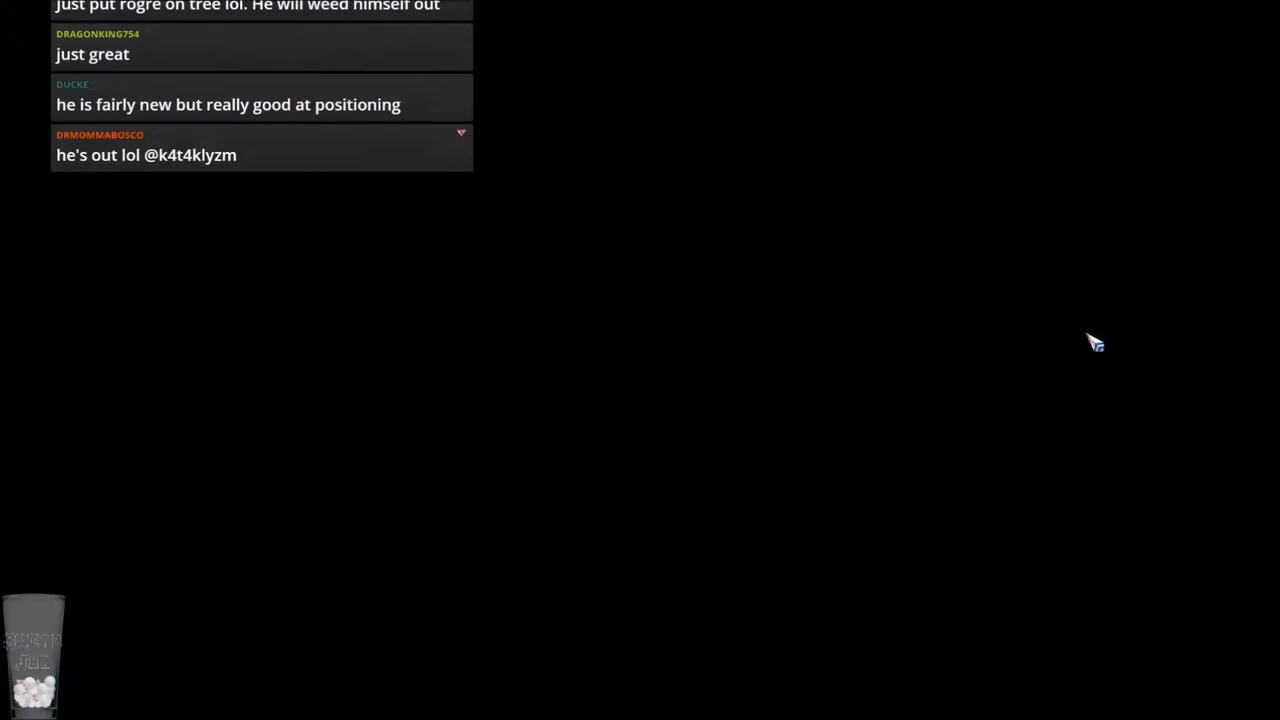 just put rogre on tree lol. He will weed himself out
DRAGONKING754
just great
DUCKE_
he is fairly new but really good at positioning
DRMOMMABOSCO
he's out lol @k4t4klyzm